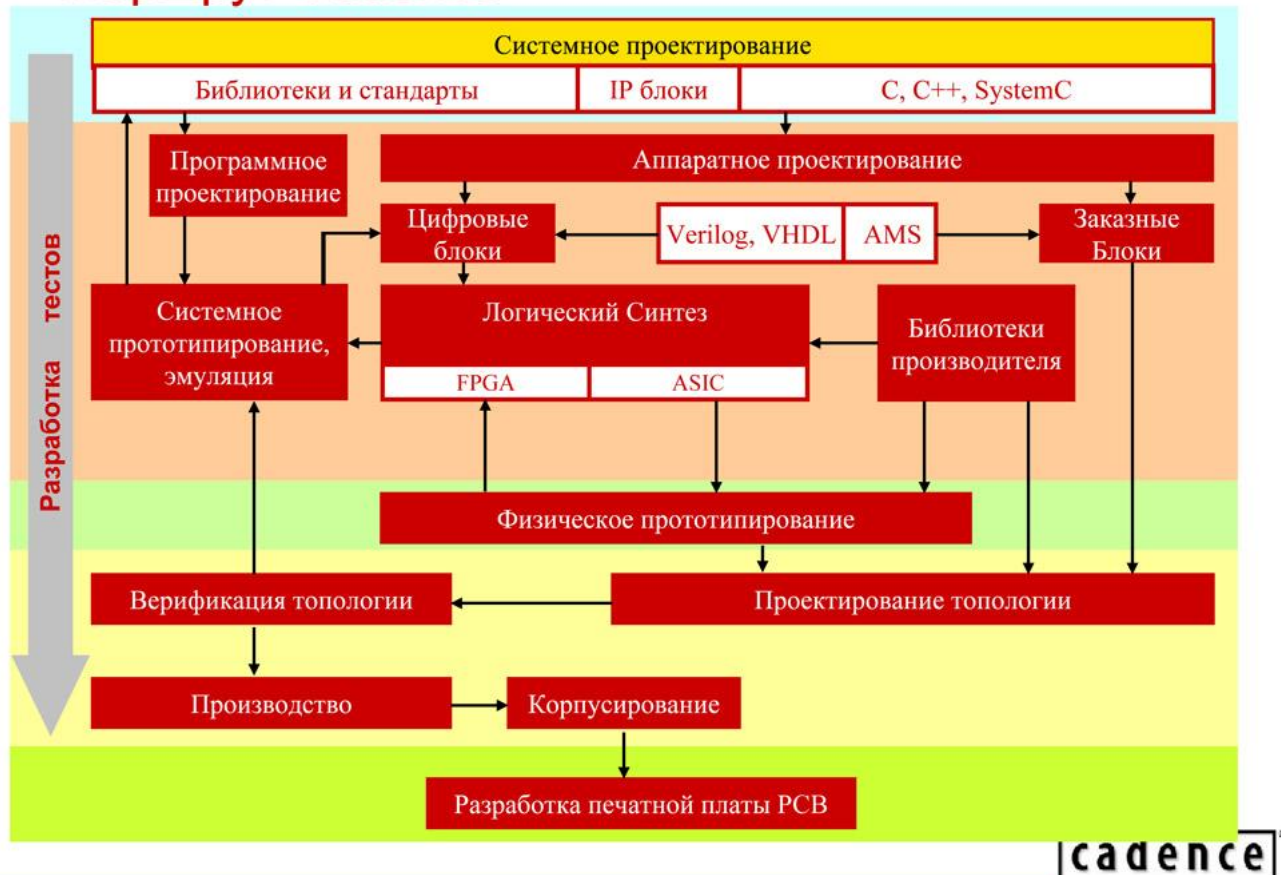 Системное проектирование
Библиотеки и стандарты
IP блоки
C, C++, SystemC
Программное
проектирование
Аппаратное проектирование
Цифровые
блоки
Verilog, VHDL
AMS
Заказные
Блоки
Разработка тестов
Системное
прототипирование,
эмуляция
Логический Синтез
FPGA
ASIC
Библиотеки
производителя
Физическое прототипирование
Верификация топологии
Проектирование топологии
Производство
Корпусирование
Разработка печатной платы PCB
cadence